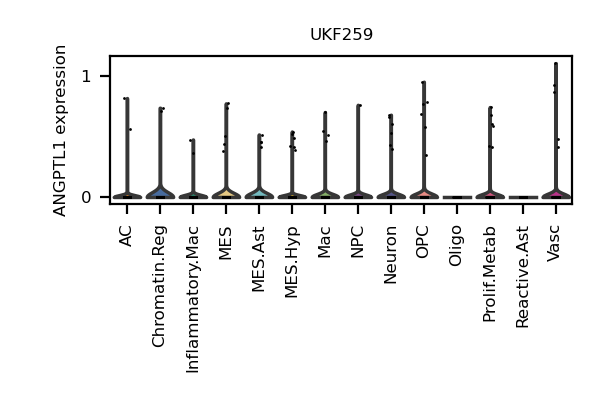 UKF259
ANGPTL1 expression
1
0
AC
Chromatin.Reg
Inflammatory.Mac
MES
MES.Ast
MES.Hyp
Mac
NPC
Neuron
OPC
Oligo
Prolif.Metab
Reactive.Ast
Vasc